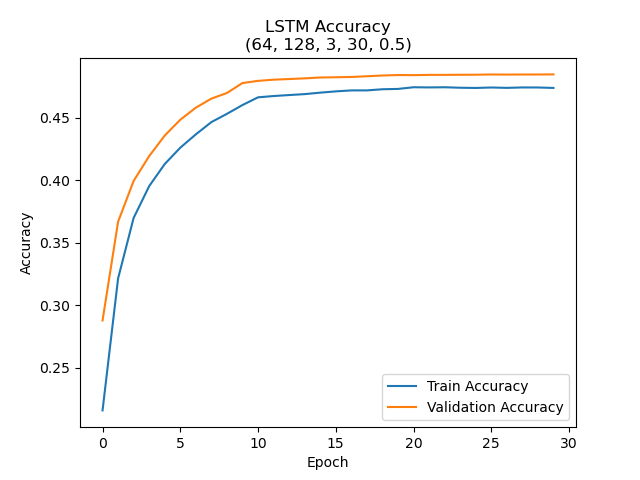 LSTM Accuracy
(64, 128, 3, 30, 0.5)
0.45
0.40
0.35
0.30
0.25
Accuracy
Train Accuracy
Validation Accuracy
0 5 10 15 20 25 30
Epoch